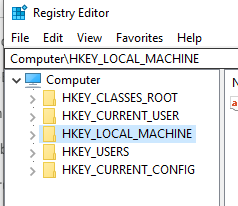 Registry Editor
File Edit View Favorites Help
Computer\HKEY_LOCAL_MACHINE
Computer
HKEY_CLASSES_ROOT
HKEY_CURRENT_USER
HKEY_LOCAL_MACHINE
HKEY_USERS
HKEY_CURRENT_CONFIG